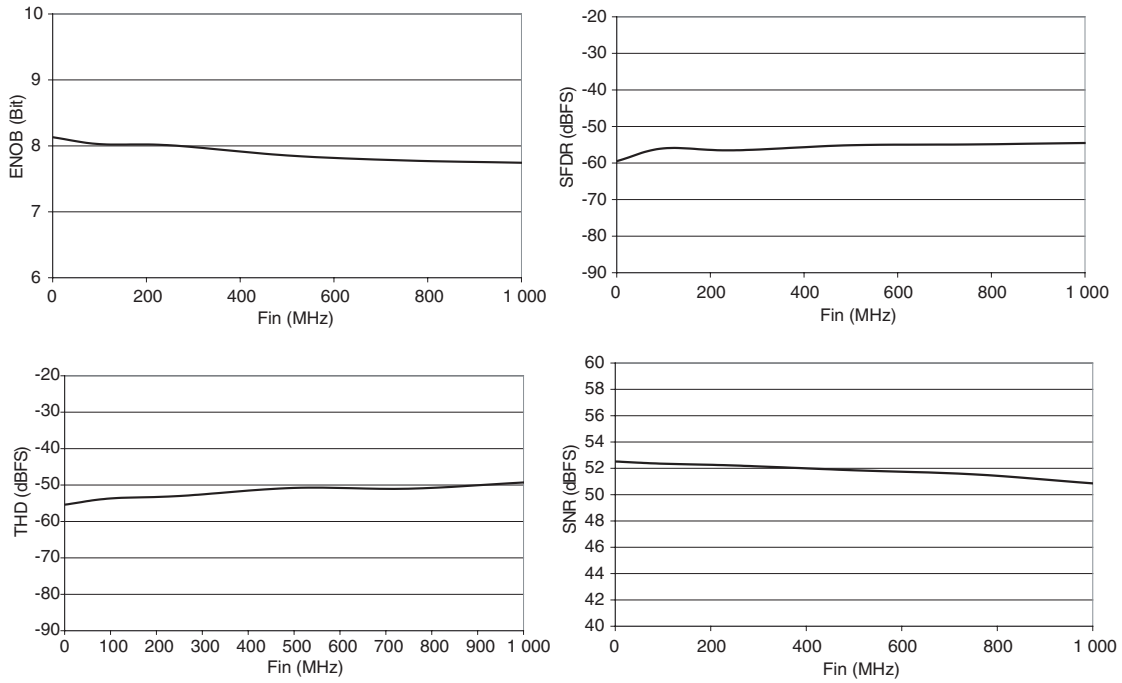 10
9
8
7
6
ENOB (Bit)
0 200 400 600 800 1 000
Fin (MHz)
-20
-30
-40
-50
-60
-70
-80
-90
SFDR (dBFS)
0 200 400 600 800 1 000
Fin (MHz)
-20
-30
-40
-50
-60
-70
-80
-90
THD (dBFS)
0 100 200 300 400 500 600 700 800 900 1 000
Fin (MHz)
60
58
56
54
52
50
48
46
44
42
40
SNR (dBFS)
0 200 400 600 800 1 000
Fin (MHz)